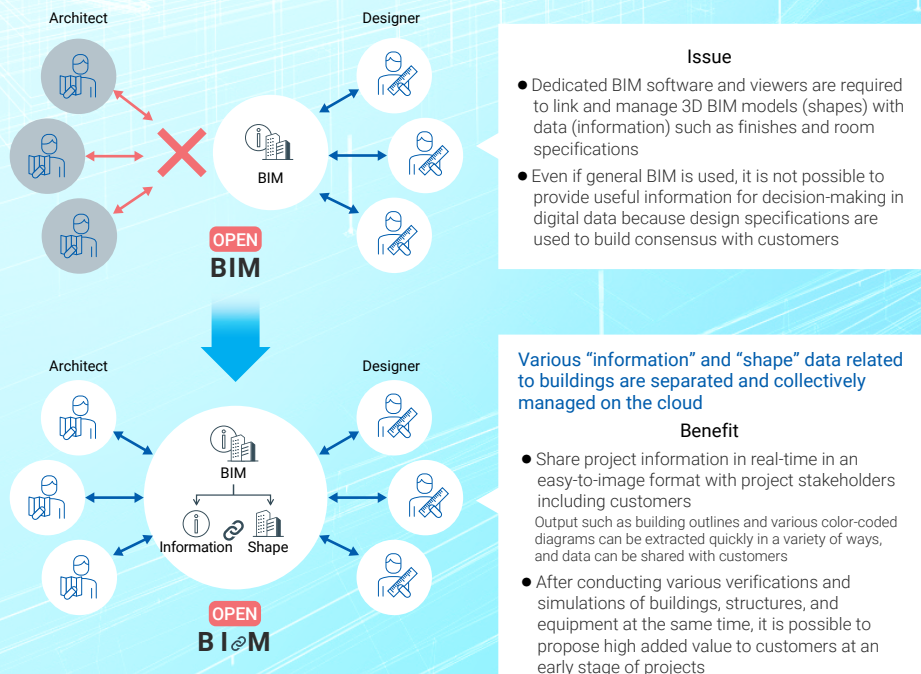 Architect
Designer
BIM
OPEN
BIM
Issue
● Dedicated BIM software and viewers are required
to link and manage 3D BIM models (shapes) with
data (information) such as finishes and room
specifications
● Even if general BIM is used, it is not possible to
provide useful information for decision-making in
digital data because design specifications are
used to build consensus with customers
Architect
Designer
BIM
Information
Shape
OPEN
B I M
Various “information” and “shape” data related
to buildings are separated and collectively
managed on the cloud
Benefit
● Share project information in real-time in an
easy-to-image format with project stakeholders
including customers
Output such as building outlines and various color-coded
diagrams can be extracted quickly in a variety of ways,
and data can be shared with customers
● After conducting various verifications and
simulations of buildings, structures, and
equipment at the same time, it is possible to
propose high added value to customers at an
early stage of projects